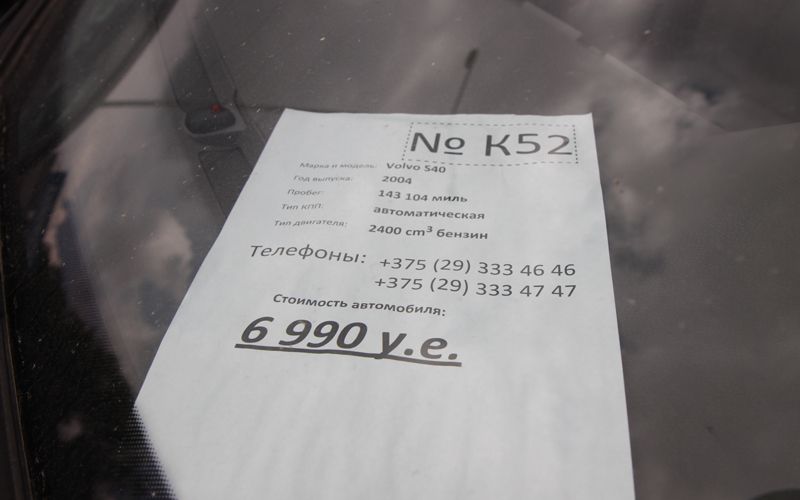 № К52
Марка и модель: Volvo S40
Год выпуска: 2004
Пробег: 143 104 миль
Тип КПП: автоматическая
Тип двигателя: 2400 cm³ бензин
Телефоны: +375 (29) 333 46 46
+375 (29) 333 47 47
Стоимость автомобиля:
6 990 у.е.